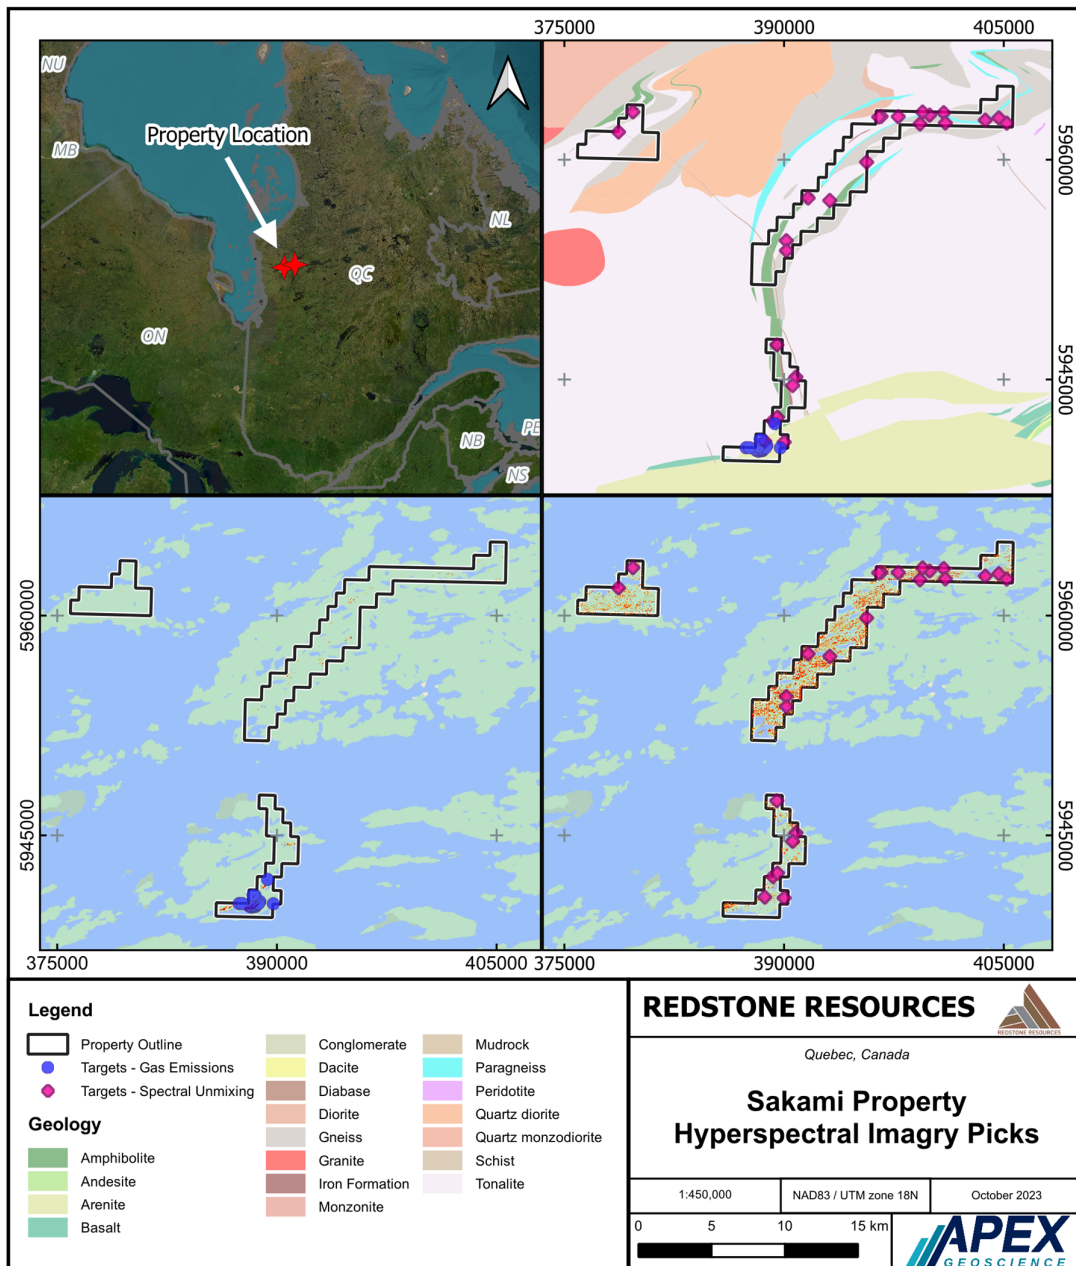 375000 390000 405000
NU
MB
Property Location
NL
QC
ON
NB
PE
NS
5960000
5945000
5960000
5945000
5960000
5945000
375000 390000 405000 375000 390000 405000
Legend
Property Outline
Targets - Gas Emissions
Targets - Spectral Unmixing
Geology
Amphibolite
Andesite
Arenite
Basalt
Conglomerate
Dacite
Diabase
Diorite
Gneiss
Granite
Iron Formation
Monzonite
Mudrock
Paragneiss
Peridotite
Quartz diorite
Quartz monzodiorite
Schist
Tonalite
REDSTONE RESOURCES
REDSTONE RESOURCES
Quebec, Canada
Sakami Property
Hyperspectral Imagry Picks
1:450,000
NAD83 / UTM zone 18N
October 2023
0 5 10 15 km
APEX
GEOSCIENCE